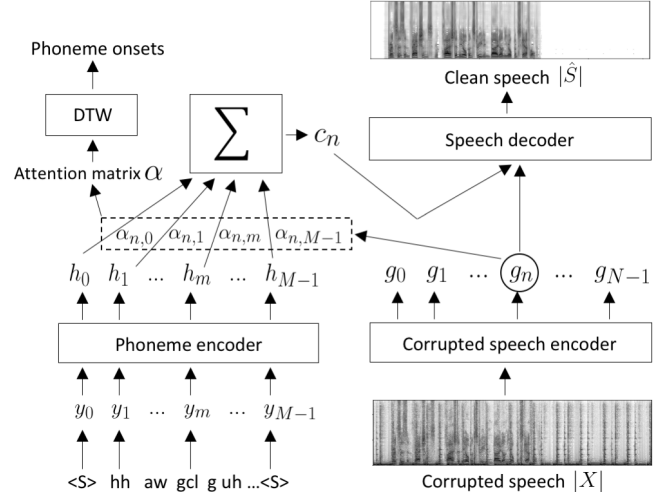 Phoneme onsets
Clean speech |Ŝ|
DTW
∑
c_n
Speech decoder
Attention matrix α
α_{n,0} α_{n,1} α_{n,m} α_{n,M−1}
h_0 h_1 ... h_m ... h_{M−1}
g_0 g_1 ... g_n ... g_{N−1}
Phoneme encoder
Corrupted speech encoder
y_0 y_1 ... y_m ... y_{M−1}
<S> hh aw gcl g uh ...<S>
Corrupted speech |X|